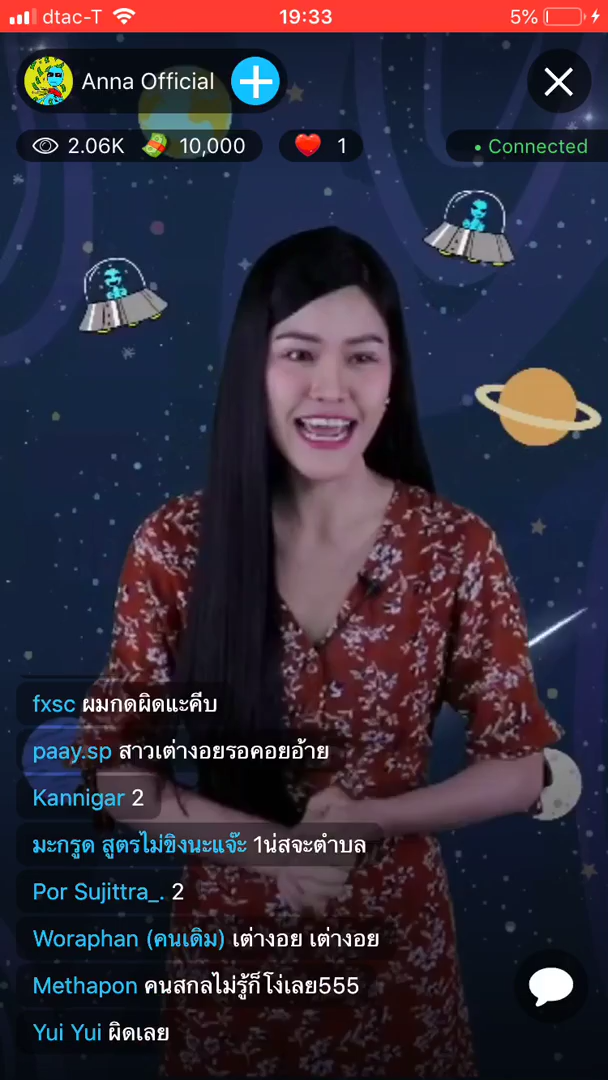 dtac-T 19:33 5%
Anna Official
2.06K 10,000 1 • Connected
fxsc ผมกดผิดแะคีบ
paay.sp สาวเต่างอยรอคอยอ้าย
Kannigar 2
มะกรูด สูตรไม่ขิงนะแจ๊ะ 1น่สจะตำบล
Por Sujittra_. 2
Woraphan (คนเดิม) เต่างอย เต่างอย
Methapon คนสกลไม่รู้ก็โง่เลย555
Yui Yui ผิดเลย